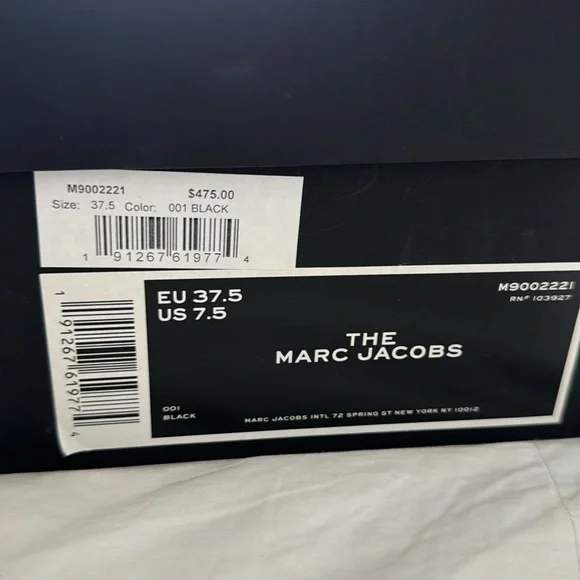 M9002221 $475.00
Size: 37.5 Color: 001 BLACK
1 91267 61977 4
EU 37.5
US 7.5
M9002221
RN# 103927
THE
MARC JACOBS
001
BLACK
MARC JACOBS INTL 72 SPRING ST NEW YORK NY 10012
1 91267 61977 4